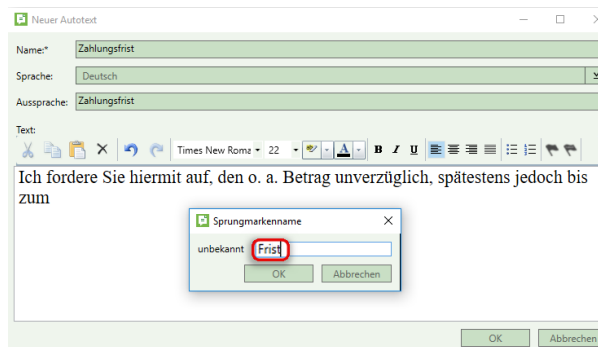 Neuer Autotext
Name:* Zahlungsfrist
Sprache: Deutsch
Aussprache: Zahlungsfrist
Text:
Times New Roma 22 A B I U
Ich fordere Sie hiermit auf, den o. a. Betrag unverzüglich, spätestens jedoch bis
zum
Sprungmarkenname
unbekannt Frist
OK Abbrechen
OK Abbrechen